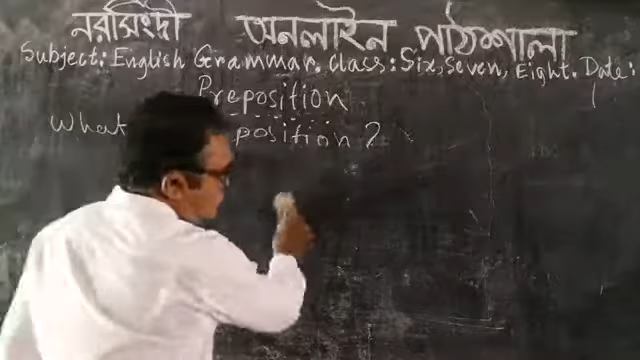 নরসিংদী অনলাইন পাঠশালা
Subject: English Grammar. Class: Six, Seven, Eight. Date:
Preposition
What position ?